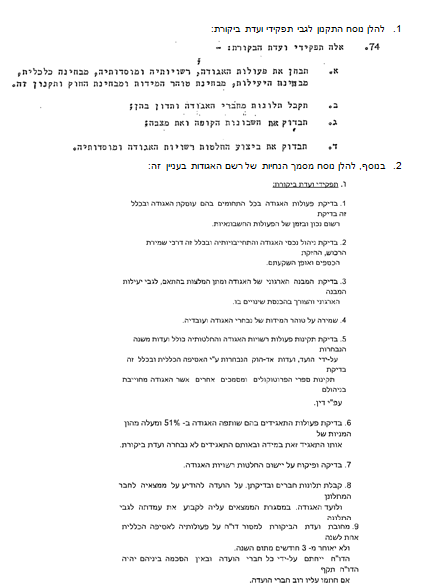 1. להלן נוסח התקנון לגבי תפקידי ועדת ביקורת:
74. אלה תפקידי ועדת הבקורת: -
א. תבחן את פעולות האגודה, רשויותיה ומוסדותיה, מבחינה כלכלית,
מבחינת היעילות, מבחינת טוהר המידות ומבחינת החוק ותקנון זה.
ב. תקבל תלונות מחברי האגודה ותדון בהן;
ג. תבדוק את חשבונות הקופה ואת מצבה;
ד. תבדוק את ביצוע החלטות רשויות האגודה ומוסדותיה.
2. בנוסף, להלן נוסח מסמך הנחיות של רשם האגודות בעניין זה:
ו. תפקידי ועדת ביקורת:
1. בדיקת פעולות האגודה בכל התחומים בהם עוסקת האגודה ובכלל
זה בדיקת
רשום נכון ובזמן של הפעולות החשבונאיות.
2. בדיקת ניהול נכסי האגודה והתחייבויותיה ובכלל זה דרכי שמירת
הרכוש, החזקת
הכספים ואופן השקעתם.
3. בדיקת המבנה הארגוני של האגודה ומתן המלצות בהתאם, לגבי יעילות
המבנה
הארגוני והצורך בהכנסת שינויים בו.
4. שמירה על טוהר המידות של נבחרי האגודה ועובדיה.
5. בדיקת תקינות פעולות רשויות האגודה והחלטותיה כולל ועדות משנה
הנבחרות
על-ידי הועד, ועדות אד-הוק הנבחרות ע"י האסיפה הכללית ובכלל זה
בדיקת
תקינות ספרי הפרוטוקולים ומסמכים אחרים אשר האגודה מחוייבת
בניהולם
עפ"י דין.
6. בדיקת פעולות התאגידים בהם שותפה האגודה ב- 51% ומעלה מהון
המניות של
אותו התאגיד זאת במידה ובאותם התאגידים לא נבחרה ועדת ביקורת.
7. בדיקה ופיקוח על יישום החלטות רשויות האגודה.
8. קבלת תלונות חברים ובדיקתן. על הועדה להודיע על ממצאיה לחבר
המתלונן
ולועד האגודה. במסגרת הממצאים עליה לקבוע את עמדתה לגבי
התלונה
9. מחובת ועדת הביקורת למסור דו"ח על פעולותיה לאסיפה הכללית
אחת לשנה
ולא יאוחר מ- 3 חודשים מתום השנה.
הדו"ח ייחתם על-ידי כל חברי הועדה ובאין הסכמה ביניהם יהיה
הדו"ח תקף
אם חתמו עליו רוב חברי הועדה.